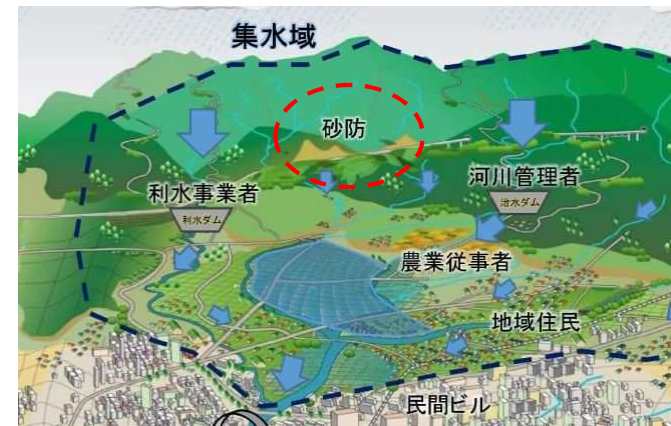 集水域
砂防
利水事業者
利水ダム
河川管理者
治水ダム
農業従事者
地域住民
民間ビル